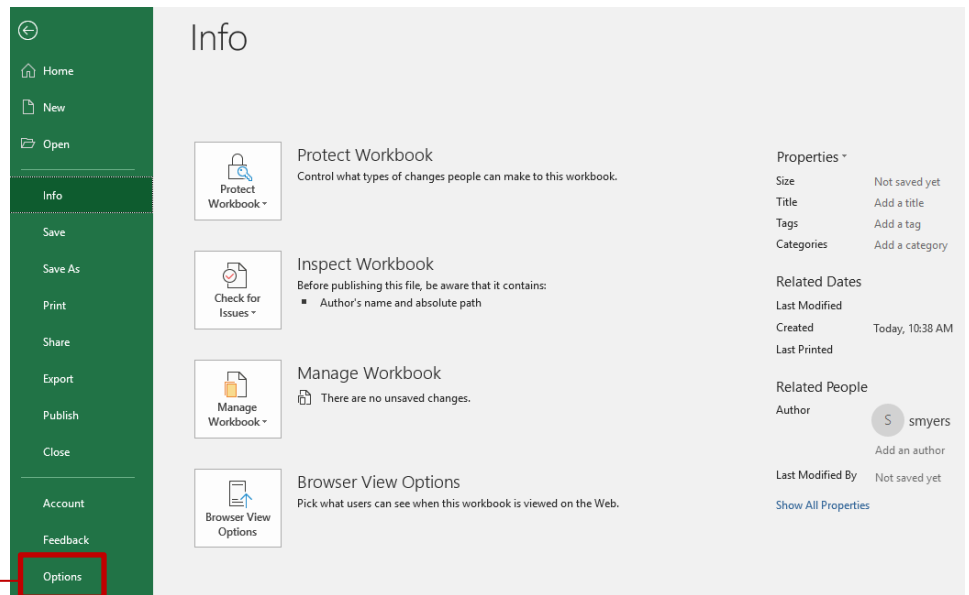 Info
Home
New
Open
Info
Save
Save As
Print
Share
Export
Publish
Close
Account
Feedback
Options
Protect
Workbook
Protect Workbook
Control what types of changes people can make to this workbook.
Check for
Issues
Inspect Workbook
Before publishing this file, be aware that it contains:
Author's name and absolute path
Manage
Workbook
Manage Workbook
There are no unsaved changes.
Browser View
Options
Browser View Options
Pick what users can see when this workbook is viewed on the Web.
Properties
Size Not saved yet
Title Add a title
Tags Add a tag
Categories Add a category
Related Dates
Last Modified
Created Today, 10:38 AM
Last Printed
Related People
Author S smyers
Add an author
Last Modified By Not saved yet
Show All Properties